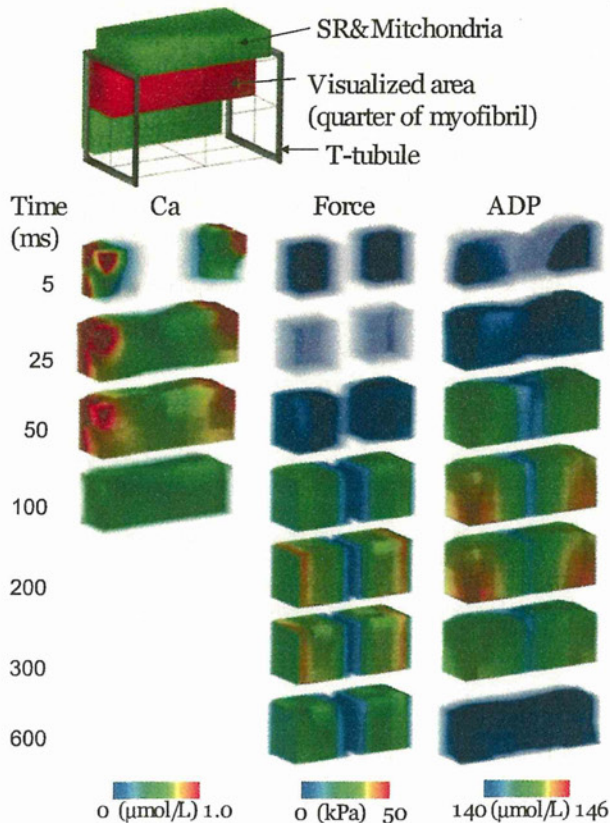 SR& Mitchondria
Visualized area
(quarter of myofibril)
T-tubule
Time
(ms)
Ca
Force
ADP
5
25
50
100
200
300
600
0 (μmol/L) 1.0
0 (kPa) 50
140 (μmol/L) 146